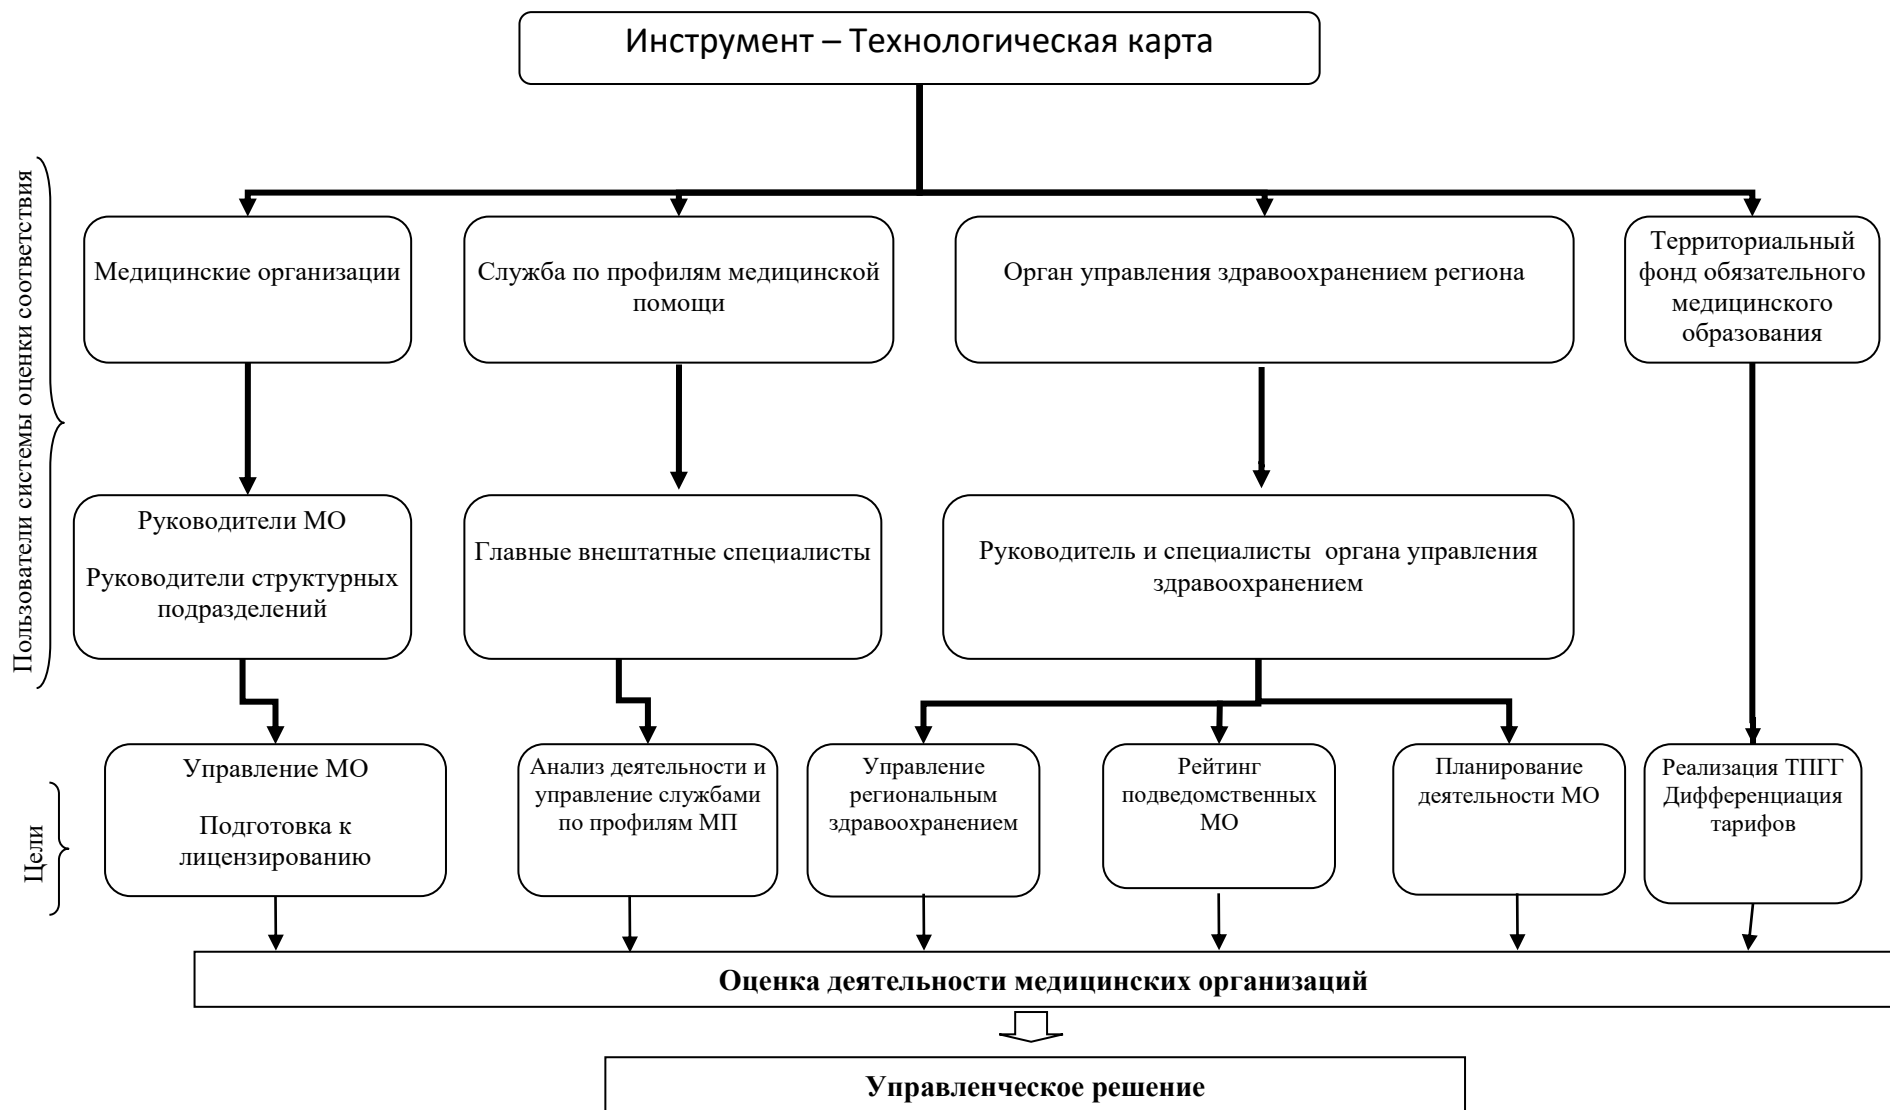 Инструмент – Технологическая карта
Пользователи системы оценки соответствия
Медицинские организации
Служба по профилям медицинской
помощи
Орган управления здравоохранением региона
Территориальный
фонд обязательного
медицинского
образования
Руководители МО
Руководители структурных
подразделений
Главные внештатные специалисты
Руководитель и специалисты органа управления
здравоохранением
Цели
Управление МО
Подготовка к
лицензированию
Анализ деятельности и
управление службами
по профилям МП
Управление
региональным
здравоохранением
Рейтинг
подведомственных
МО
Планирование
деятельности МО
Реализация ТПГГ
Дифференциация
тарифов
Оценка деятельности медицинских организаций
Управленческое решение